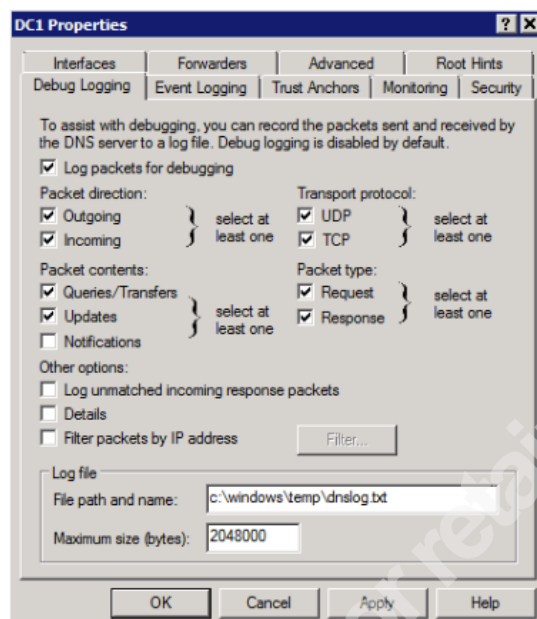 DC1 Properties
Interfaces Forwarders Advanced Root Hints
Debug Logging Event Logging Trust Anchors Monitoring Security
To assist with debugging, you can record the packets sent and received by
the DNS server to a log file. Debug logging is disabled by default.
Log packets for debugging
Packet direction: Transport protocol:
Outgoing select at UDP select at
Incoming least one TCP least one
Packet contents: Packet type:
Queries/Transfers Request select at
Updates select at Response least one
Notifications least one
Other options:
Log unmatched incoming response packets
Details
Filter packets by IP address Filter...
Log file
File path and name: c:\windows\temp\dnslog.txt
Maximum size (bytes): 2048000
OK Cancel Apply Help